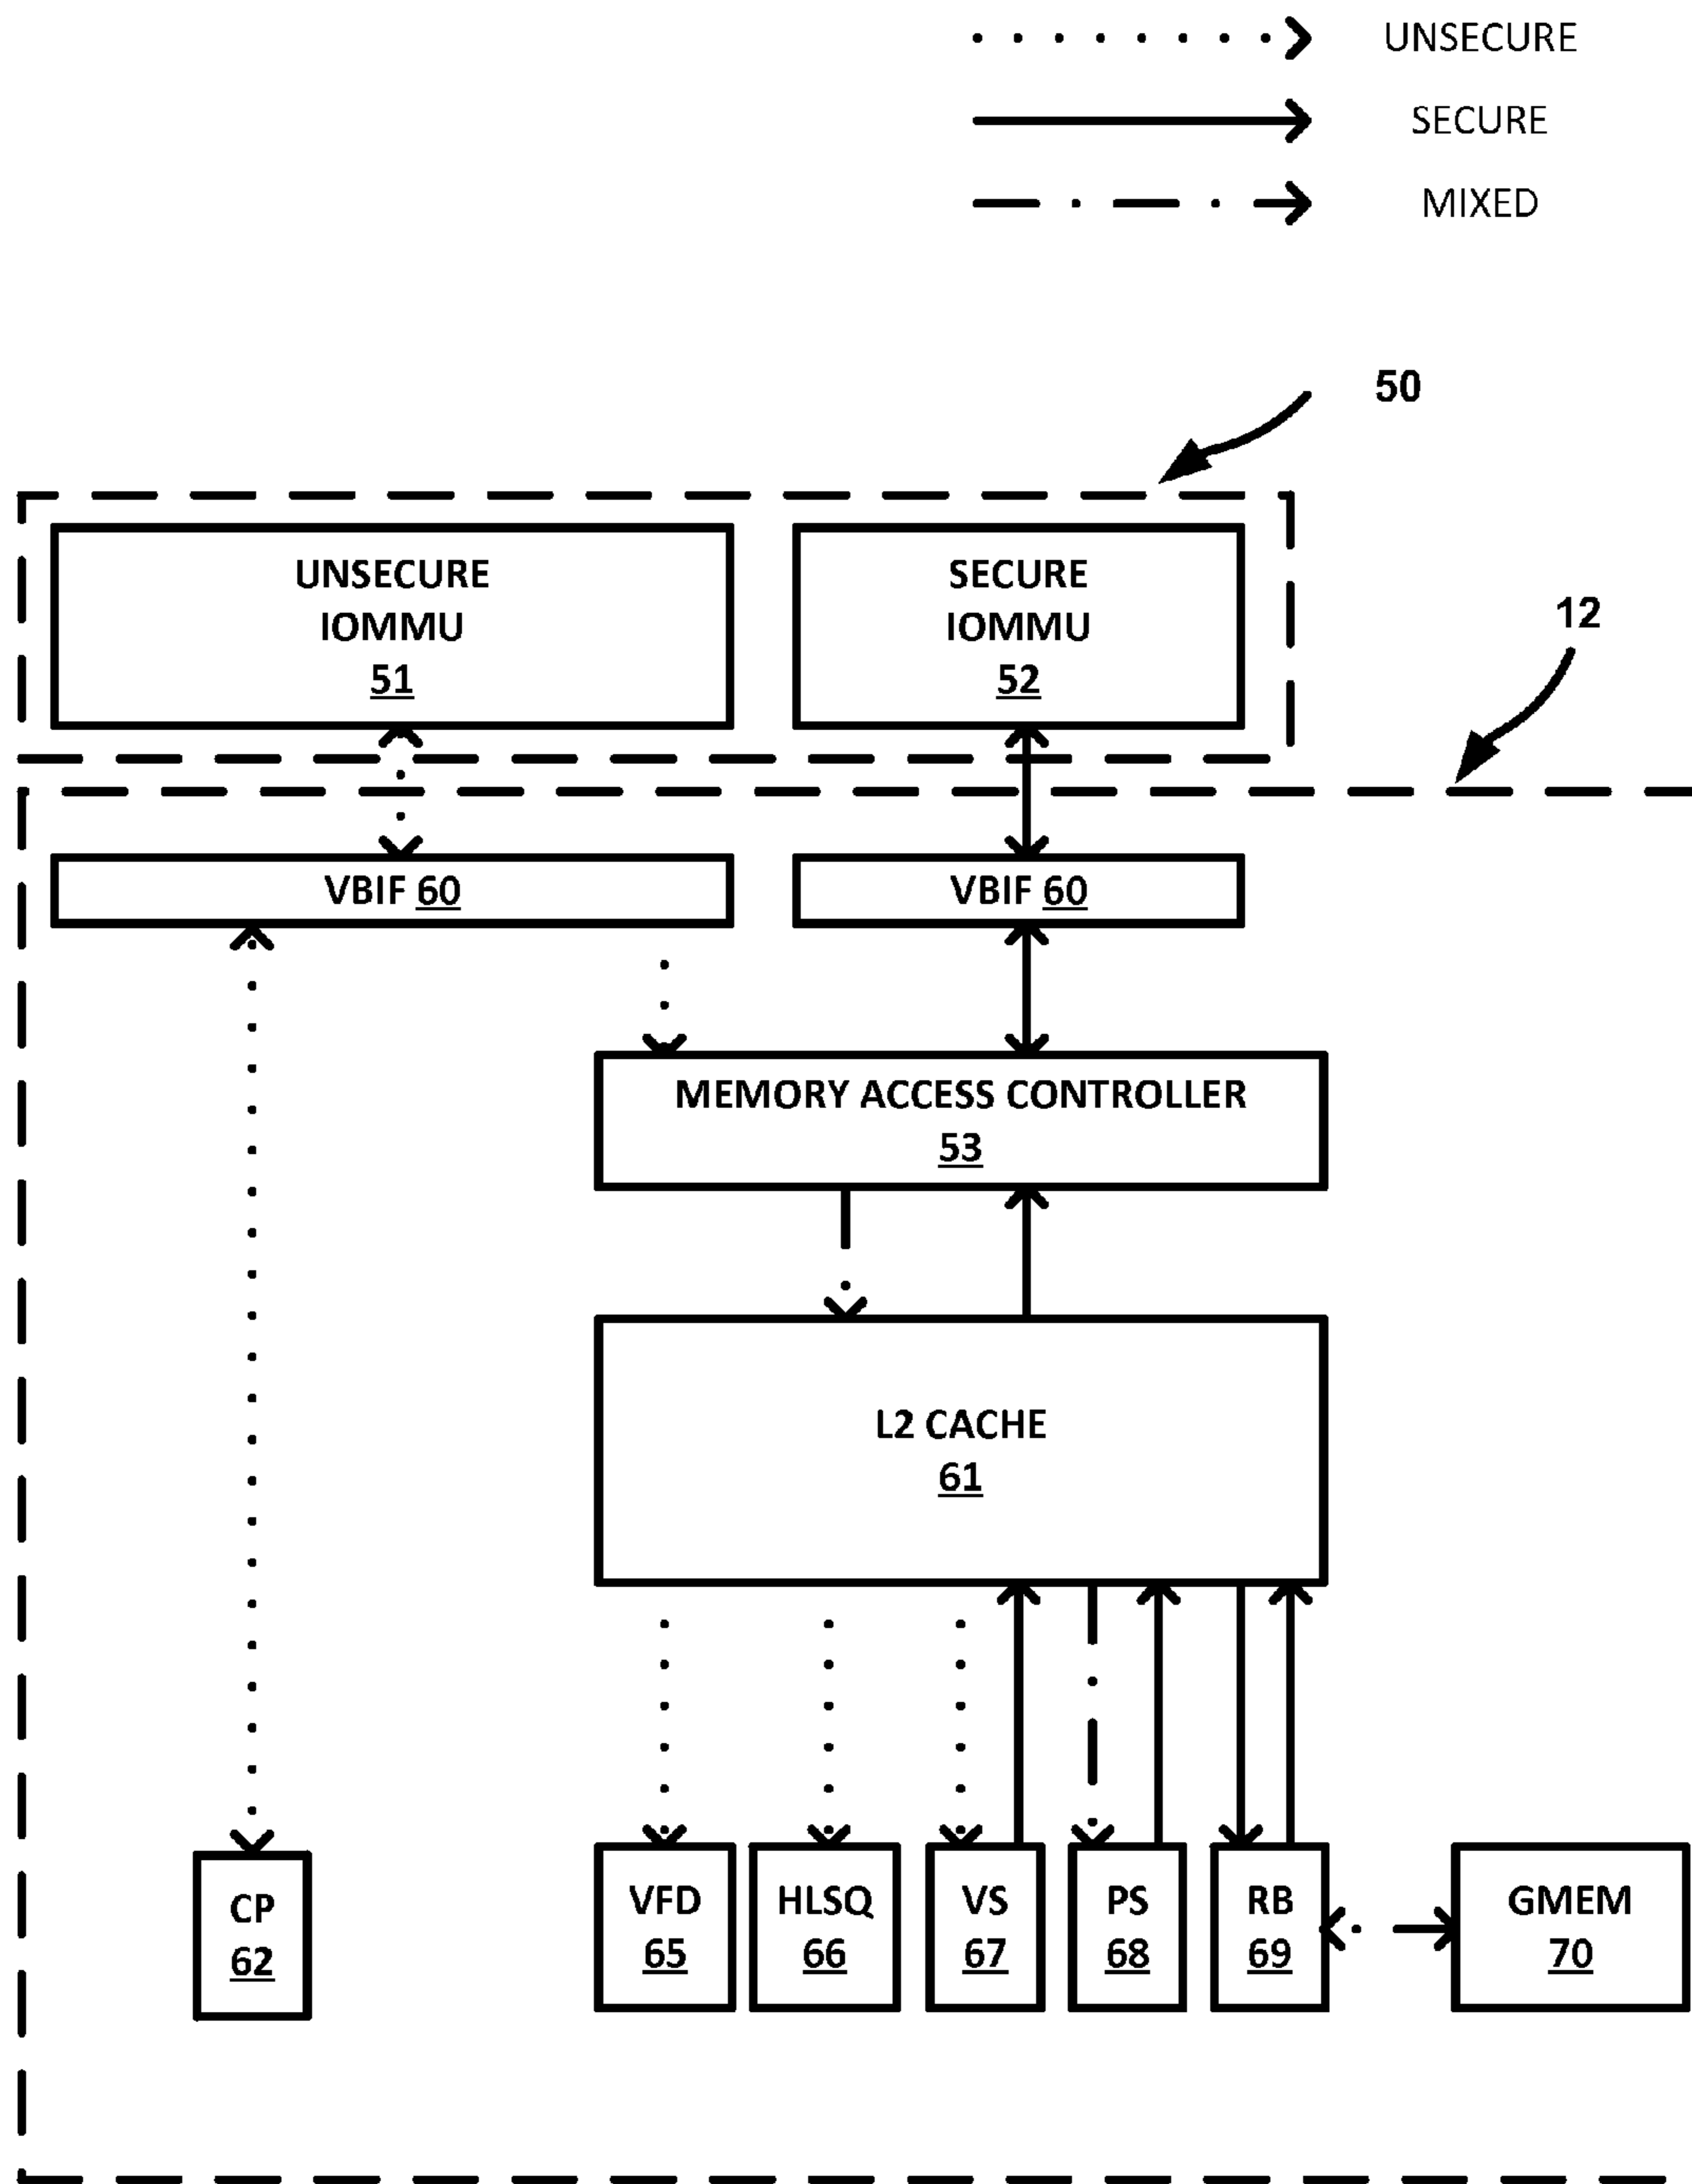 UNSECURE
SECURE
MIXED
50
UNSECURE
IOMMU
51
SECURE
IOMMU
52
12
VBIF 60
VBIF 60
MEMORY ACCESS CONTROLLER
53
L2 CACHE
61
CP
62
VFD
65
HLSQ
66
VS
67
PS
68
RB
69
GMEM
70